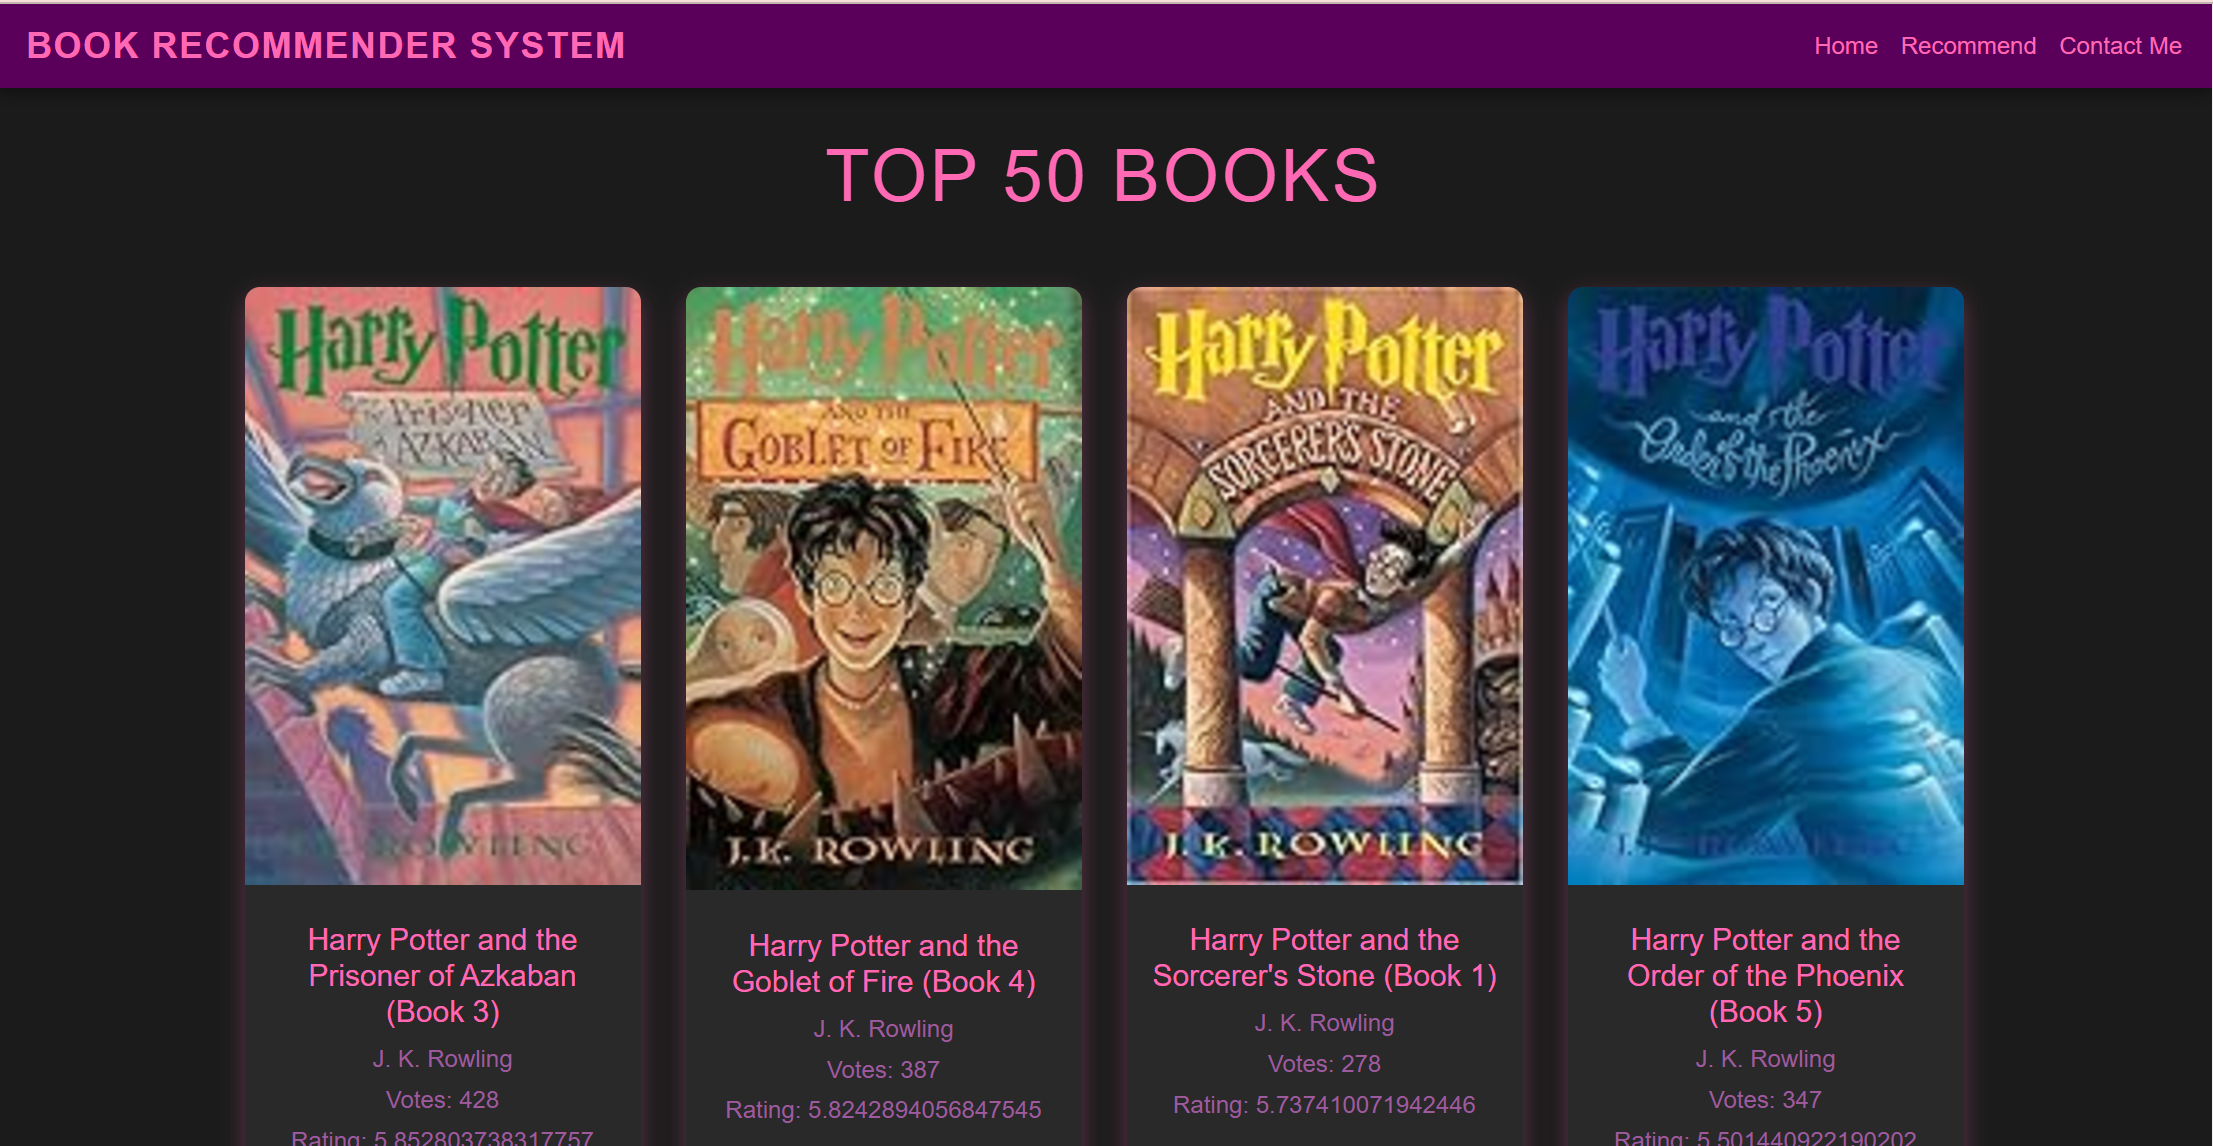 BOOK RECOMMENDER SYSTEM
Home Recommend Contact Me
TOP 50 BOOKS
Harry Potter
The Prisoner
of AZKABAN
Harry Potter
AND THE
GOBLET OF FIRE
J.K. ROWLING
Harry Potter
AND THE
SORCERER'S STONE
J.K. ROWLING
Harry Potter
and the
Order of the Phoenix
Harry Potter and the
Prisoner of Azkaban
(Book 3)
J. K. Rowling
Votes: 428
Rating: 5.852803738317757
Harry Potter and the
Goblet of Fire (Book 4)
J. K. Rowling
Votes: 387
Rating: 5.8242894056847545
Harry Potter and the
Sorcerer's Stone (Book 1)
J. K. Rowling
Votes: 278
Rating: 5.737410071942446
Harry Potter and the
Order of the Phoenix
(Book 5)
J. K. Rowling
Votes: 347
Rating: 5.501440922190202